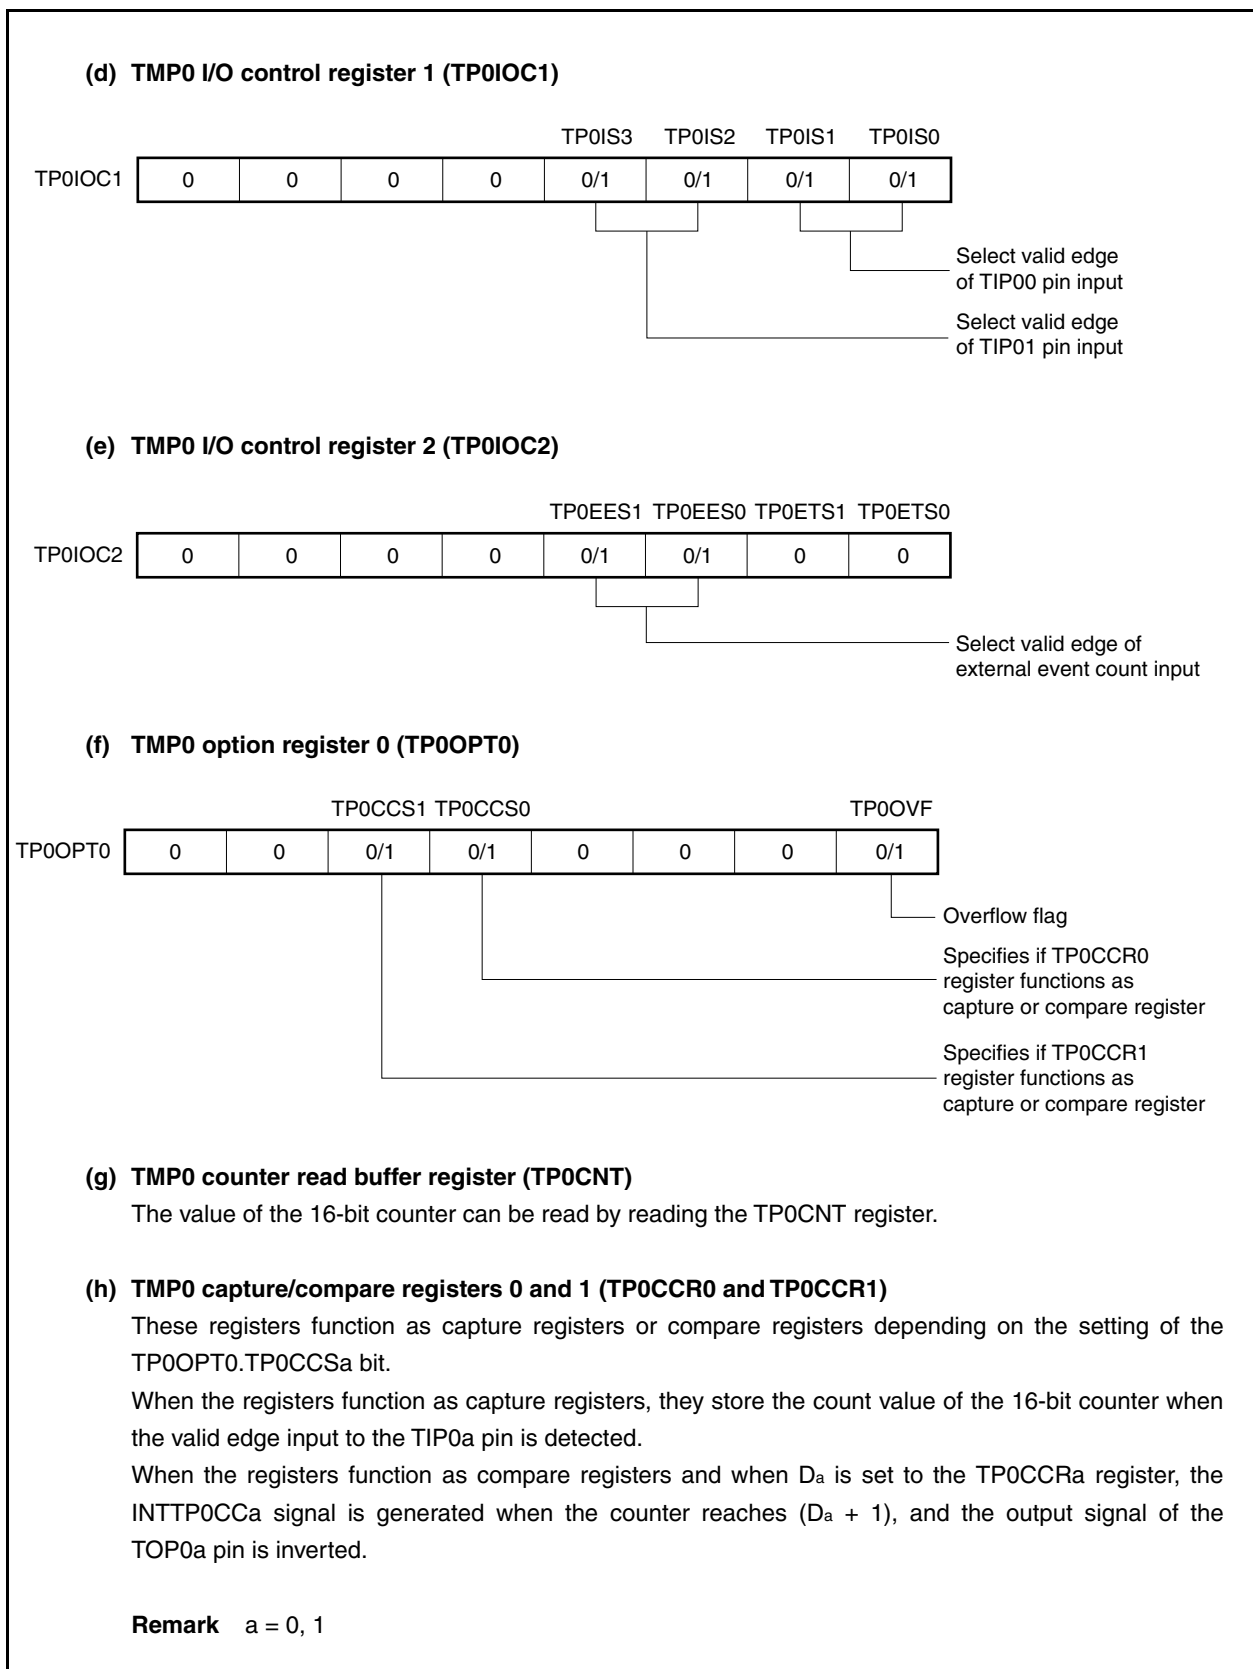 (d) TMP0 I/O control register 1 (TP0IOC1)
TP0IS3 TP0IS2 TP0IS1 TP0IS0
TP0IOC1 0 0 0 0 0/1 0/1 0/1 0/1
Select valid edge
of TIP00 pin input
Select valid edge
of TIP01 pin input
(e) TMP0 I/O control register 2 (TP0IOC2)
TP0EES1 TP0EES0 TP0ETS1 TP0ETS0
TP0IOC2 0 0 0 0 0/1 0/1 0 0
Select valid edge of
external event count input
(f) TMP0 option register 0 (TP0OPT0)
TP0CCS1 TP0CCS0 TP0OVF
TP0OPT0 0 0 0/1 0/1 0 0 0 0/1
Overflow flag
Specifies if TP0CCR0
register functions as
capture or compare register
Specifies if TP0CCR1
register functions as
capture or compare register
(g) TMP0 counter read buffer register (TP0CNT)
The value of the 16-bit counter can be read by reading the TP0CNT register.
(h) TMP0 capture/compare registers 0 and 1 (TP0CCR0 and TP0CCR1)
These registers function as capture registers or compare registers depending on the setting of the
TP0OPT0.TP0CCSa bit.
When the registers function as capture registers, they store the count value of the 16-bit counter when
the valid edge input to the TIP0a pin is detected.
When the registers function as compare registers and when Da is set to the TP0CCRa register, the
INTTP0CCa signal is generated when the counter reaches (Da + 1), and the output signal of the
TOP0a pin is inverted.
Remark a = 0, 1